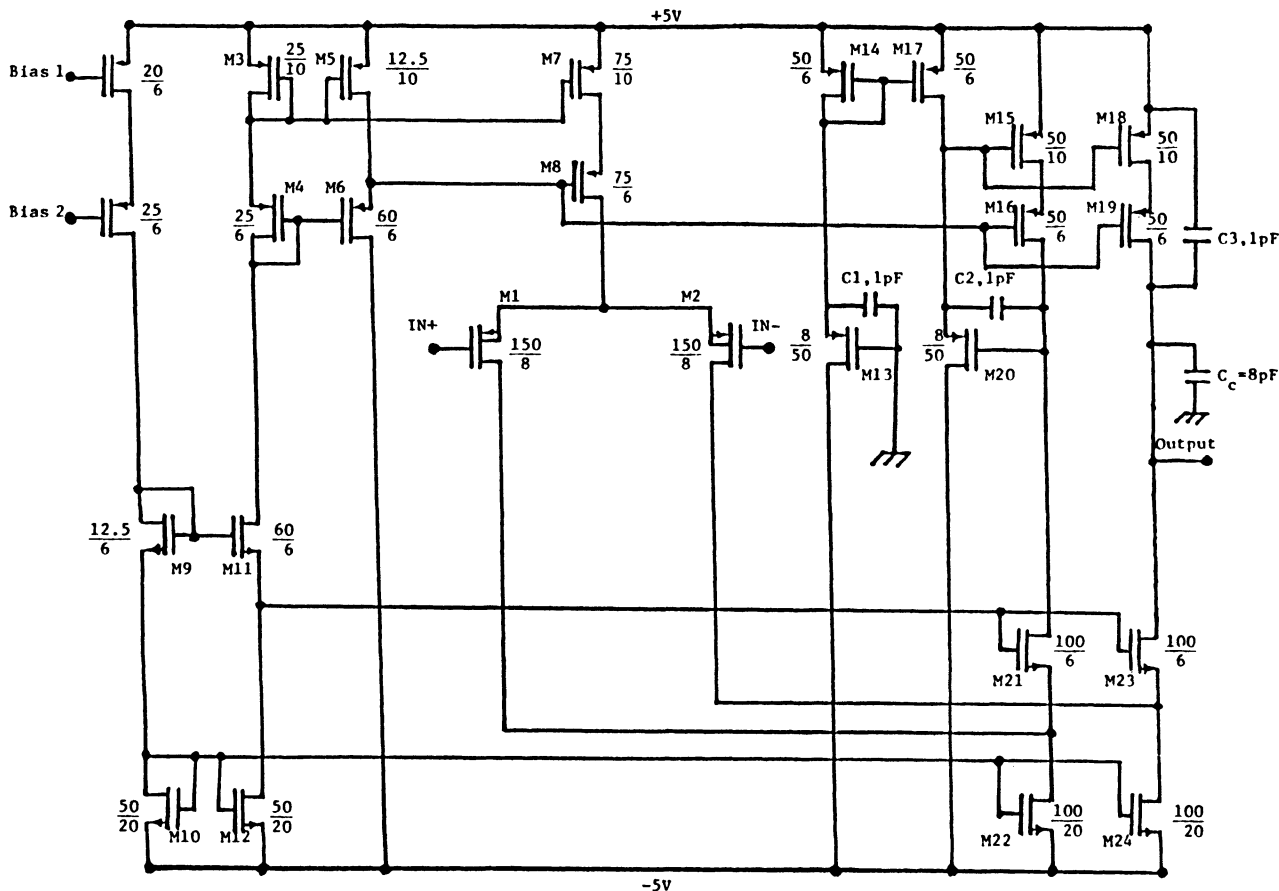 +5V
Bias 1
20
6
M3
25
10
M5
12.5
10
M7
75
10
50
6
M14
M17
50
6
M15
50
10
M18
50
10
Bias 2
25
6
25
6
M4
M6
60
6
M8
75
6
M16
50
6
M19
50
6
C3,1pF
IN+
M1
150
8
M2
150
8
IN-
C1,1pF
8
50
M13
C2,1pF
8
50
M20
Cc=8pF
Output
12.5
6
M9
M11
60
6
M21
100
6
M23
100
6
50
20
M10
M12
50
20
M22
100
20
M24
100
20
-5V